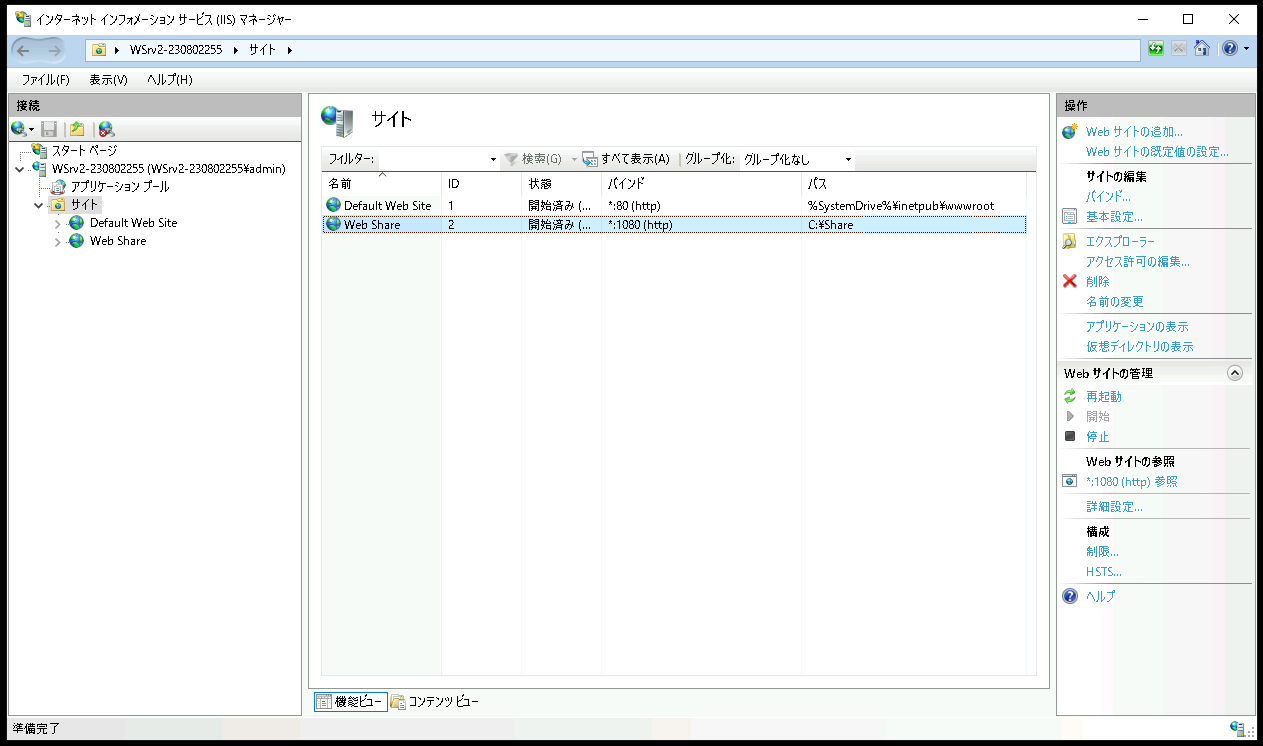 インターネット インフォメーション サービス (IIS) マネージャー
WSrv2-230802255 サイト
ファイル(F) 表示(V) ヘルプ(H)
接続
スタート ページ
WSrv2-230802255 (WSrv2-230802255¥admin)
アプリケーション プール
サイト
Default Web Site
Web Share
サイト
フィルター: 検索(G) すべて表示(A) グループ化: グループ化なし
名前 ID 状態 バインド パス
Default Web Site 1 開始済み (... *:80 (http) %SystemDrive%¥inetpub¥wwwroot
Web Share 2 開始済み (... *:1080 (http) C:¥Share
機能ビュー コンテンツ ビュー
操作
Web サイトの追加...
Web サイトの既定値の設定...
サイトの編集
バインド...
基本設定...
エクスプローラー
アクセス許可の編集...
削除
名前の変更
アプリケーションの表示
仮想ディレクトリの表示
Web サイトの管理
再起動
開始
停止
Web サイトの参照
*:1080 (http) 参照
詳細設定...
構成
制限...
HSTS...
ヘルプ
準備完了